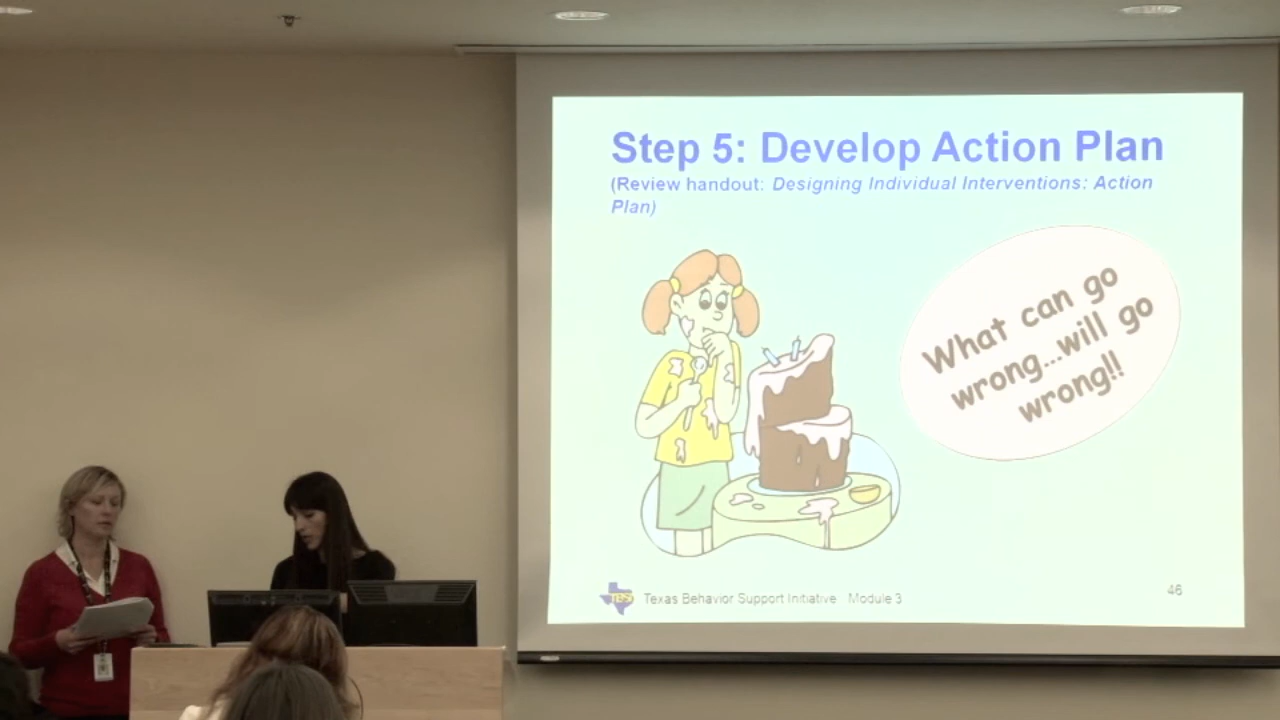 Step 5: Develop Action Plan
(Review handout: Designing Individual Interventions: Action
Plan)
What can go
wrong...will go
wrong!!
Texas Behavior Support Initiative Module 3
46